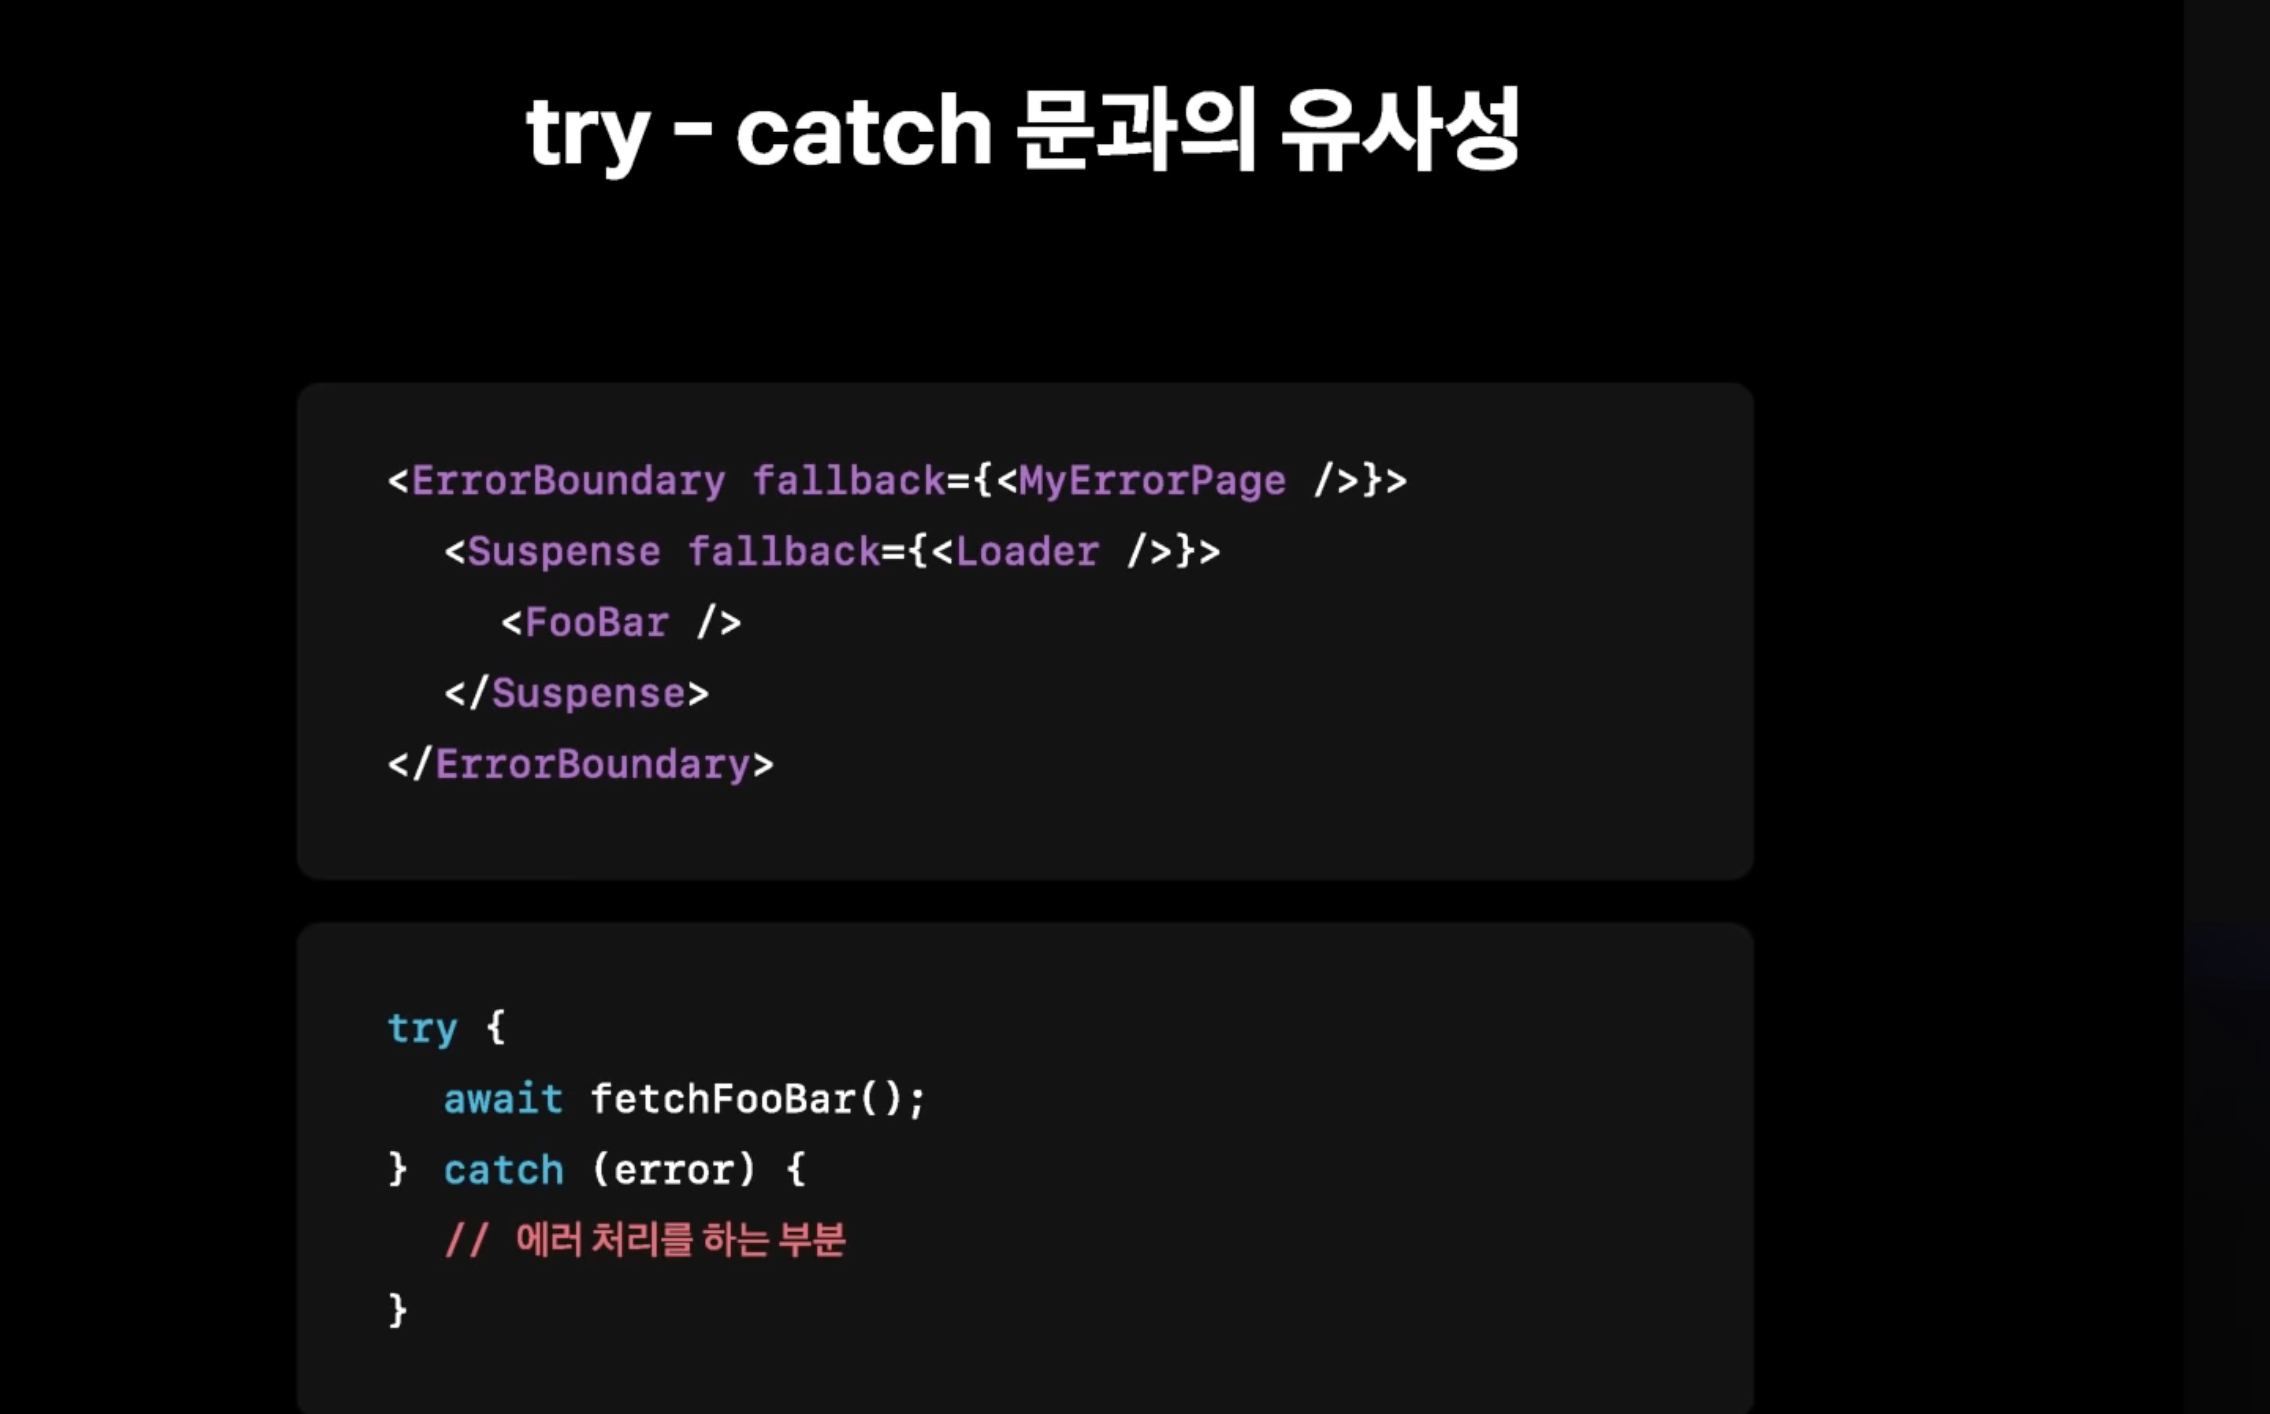 try - catch 문과의 유사성
<ErrorBoundary fallback={<MyErrorPage />}>
<Suspense fallback={<Loader />}>
<FooBar />
</Suspense>
</ErrorBoundary>
try {
await fetchFooBar();
} catch (error) {
// 에러 처리를 하는 부분
}